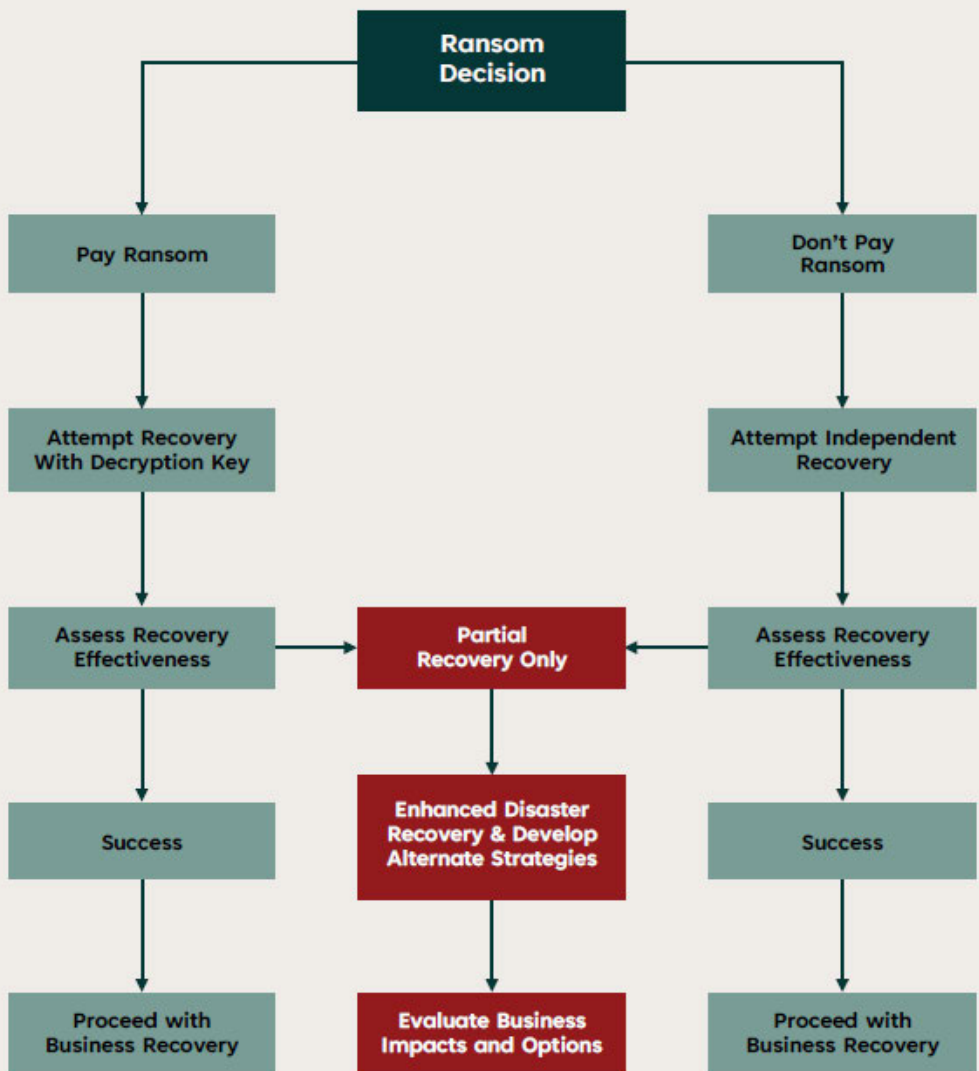 Ransom
Decision
Pay Ransom
Don’t Pay
Ransom
Attempt Recovery
With Decryption Key
Attempt Independent
Recovery
Assess Recovery
Effectiveness
Partial
Recovery Only
Assess Recovery
Effectiveness
Success
Enhanced Disaster
Recovery & Develop
Alternate Strategies
Success
Proceed with
Business Recovery
Evaluate Business
Impacts and Options
Proceed with
Business Recovery